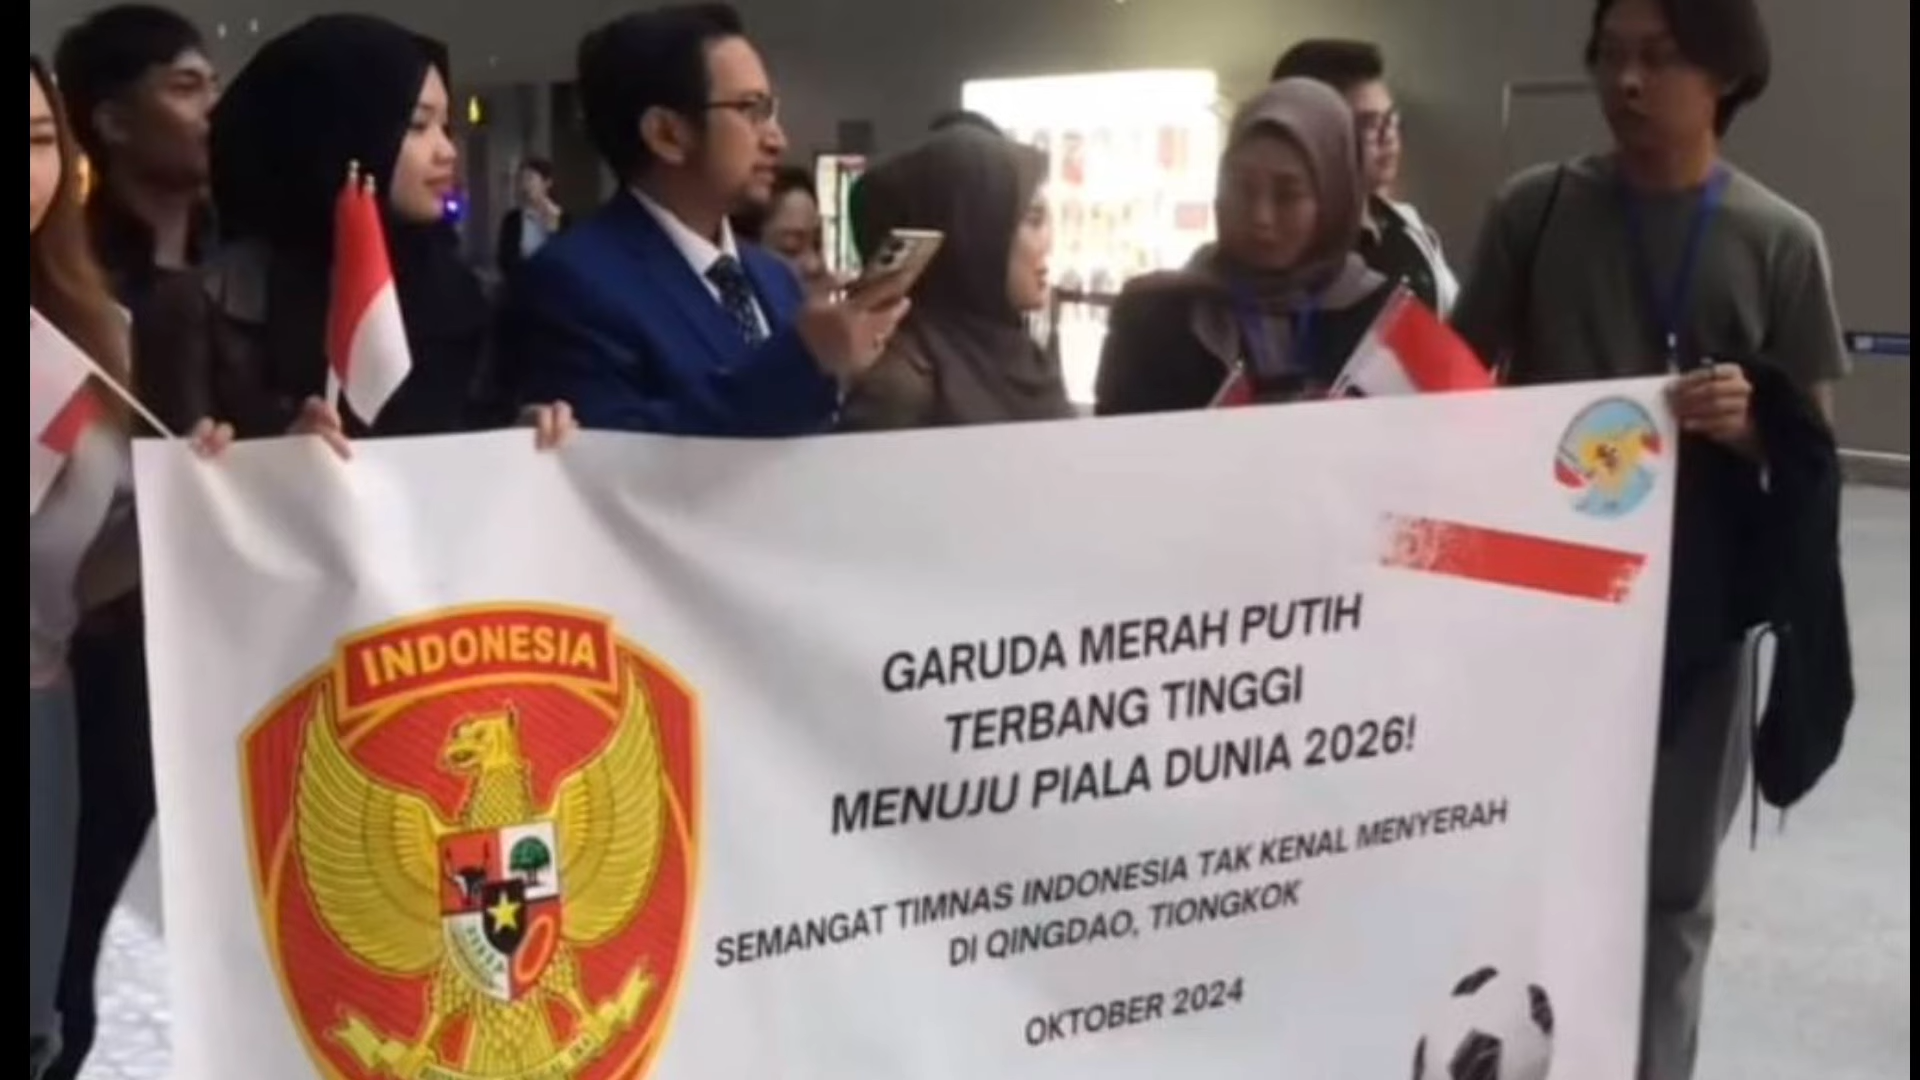 INDONESIA
GARUDA MERAH PUTIH
TERBANG TINGGI
MENUJU PIALA DUNIA 2026!
SEMANGAT TIMNAS INDONESIA TAK KENAL MENYERAH
DI QINGDAO, TIONGKOK
OKTOBER 2024